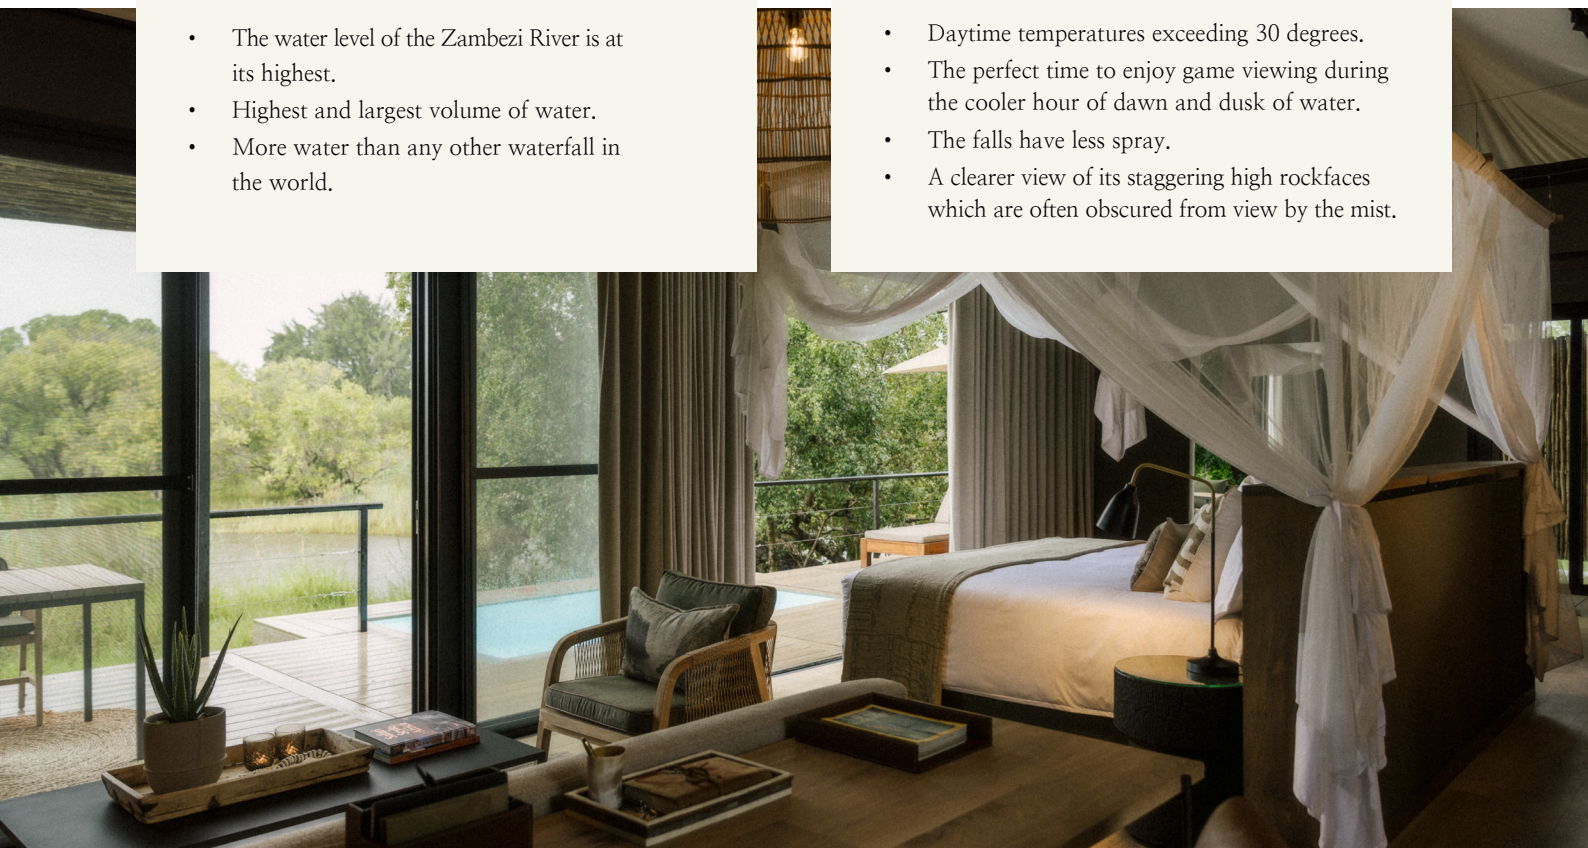 • The water level of the Zambezi River is at
its highest.
• Highest and largest volume of water.
• More water than any other waterfall in
the world.
• Daytime temperatures exceeding 30 degrees.
• The perfect time to enjoy game viewing during
the cooler hour of dawn and dusk of water.
• The falls have less spray.
• A clearer view of its staggering high rockfaces
which are often obscured from view by the mist.